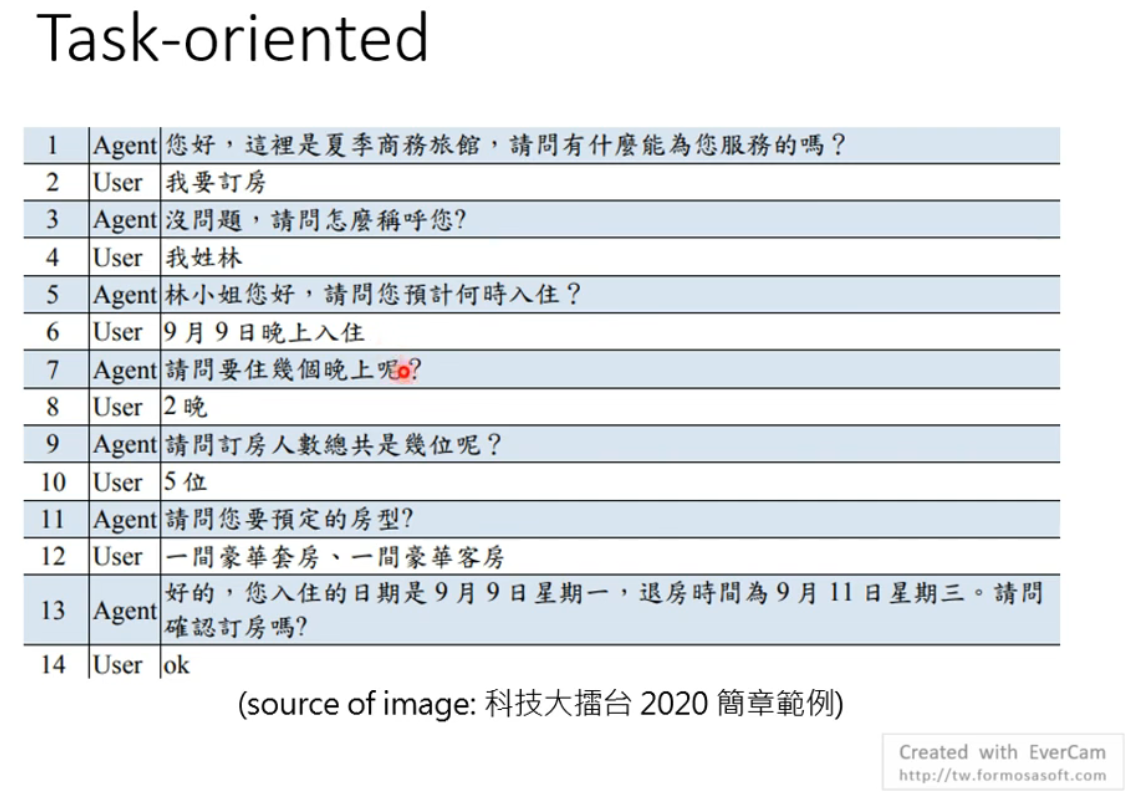 Task-oriented
1 Agent 您好，這裡是夏季商務旅館，請問有什麼能為您服務的嗎？
2 User 我要訂房
3 Agent 沒問題，請問怎麼稱呼您?
4 User 我姓林
5 Agent 林小姐您好，請問您預計何時入住？
6 User 9 月 9 日晚上入住
7 Agent 請問要住幾個晚上呢?
8 User 2 晚
9 Agent 請問訂房人數總共是幾位呢？
10 User 5 位
11 Agent 請問您要預定的房型?
12 User 一間豪華套房、一間豪華客房
13 Agent 好的，您入住的日期是 9 月 9 日星期一，退房時間為 9 月 11 日星期三。請問
確認訂房嗎?
14 User ok
(source of image: 科技大擂台 2020 簡章範例)
Created with EverCam
http://tw.formosasoft.com